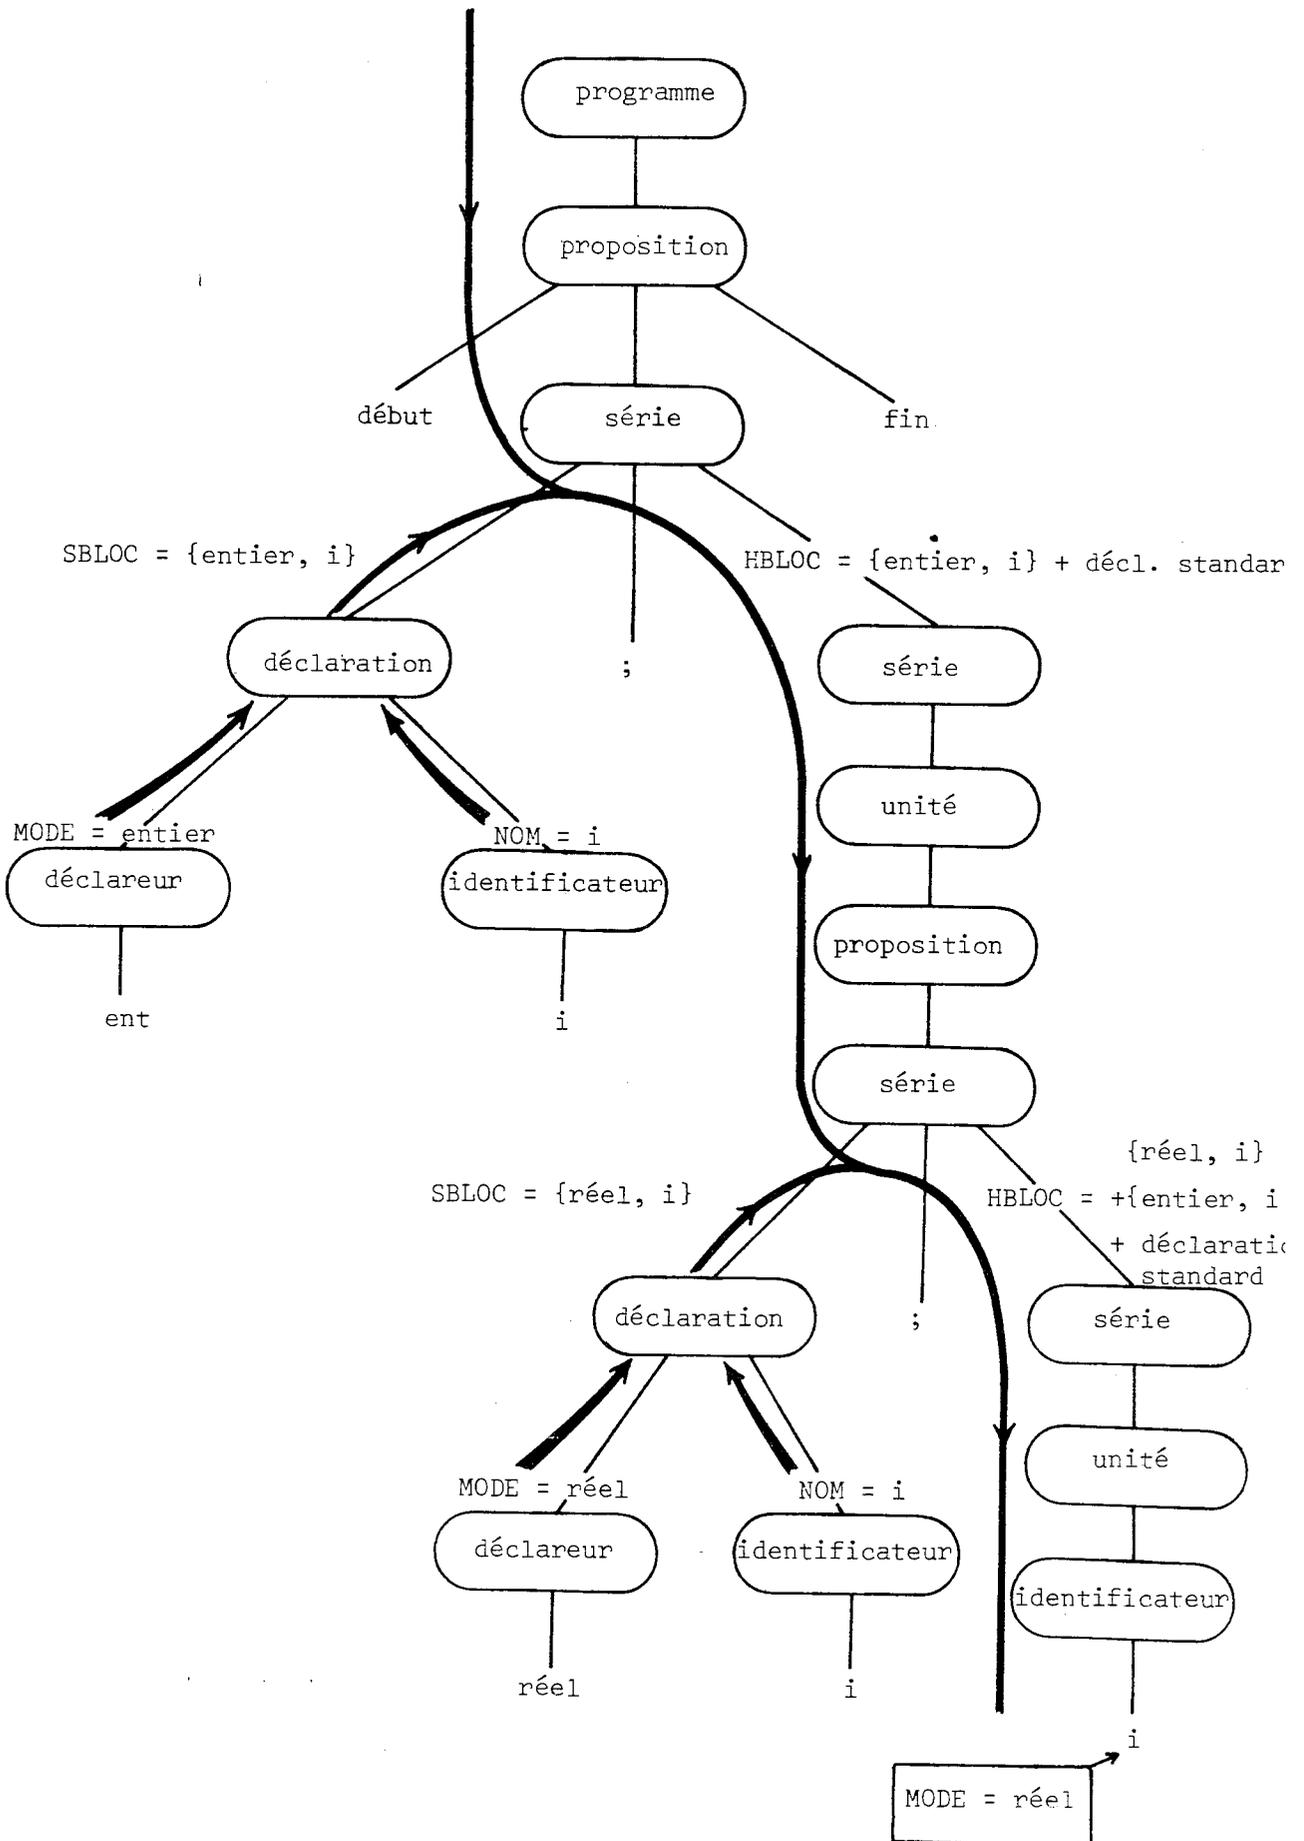 programme
proposition
début
série
fin
SBLOC = {entier, i}
HBLOC = {entier, i} + décl. standar
déclaration
;
série
MODE = entier
NOM = i
unité
déclareur
identificateur
proposition
ent
i
série
{réel, i}
SBLOC = {réel, i}
HBLOC = +{entier, i
+ déclaratic
standard
déclaration
;
série
unité
MODE = réel
NOM = i
déclareur
identificateur
identificateur
réel
i
i
MODE = réel